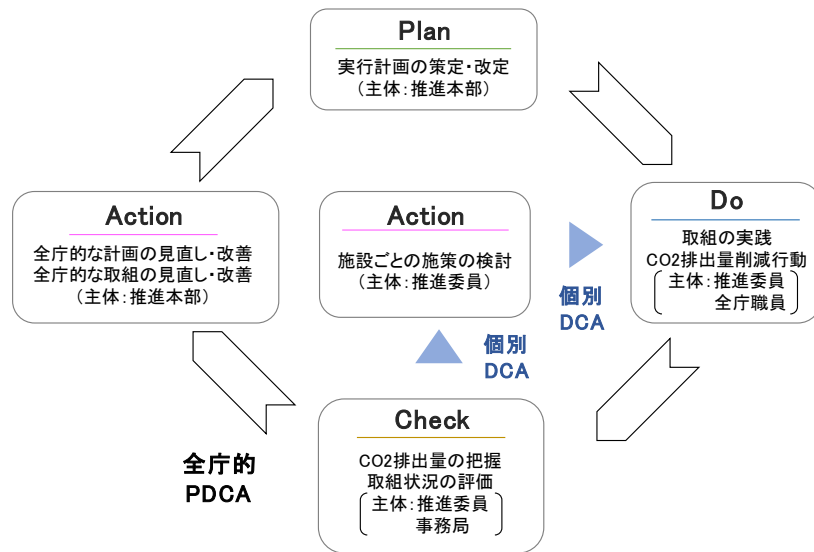 Plan
実行計画の策定・改定
（主体：推進本部）
Action
全庁的な計画の見直し・改善
全庁的な取組の見直し・改善
（主体：推進本部）
Action
施設ごとの施策の検討
（主体：推進委員）
Do
取組の実践
CO2排出量削減行動
主体：推進委員
全庁職員
個別
DCA
個別
DCA
Check
CO2排出量の把握
取組状況の評価
主体：推進委員
事務局
全庁的
PDCA